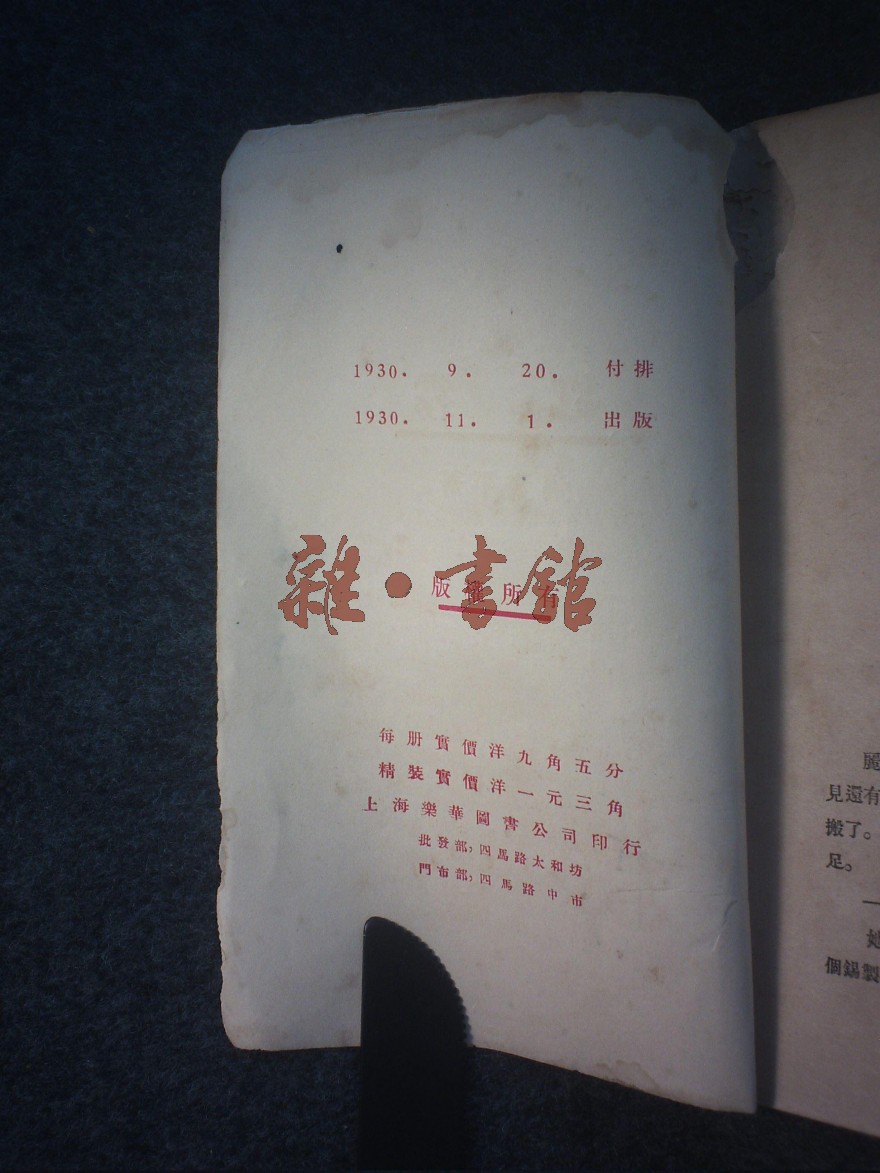 1930. 9. 20. 付排
1930. 11. 1. 出版
雜·書館
版權所有
每册實價洋九角五分
精裝實價洋一元三角
上海樂華圖書公司印行
批發部，四馬路太和坊
門布部，四馬路中市
麗
見還有
搬了。
足。
一
她
個錫製